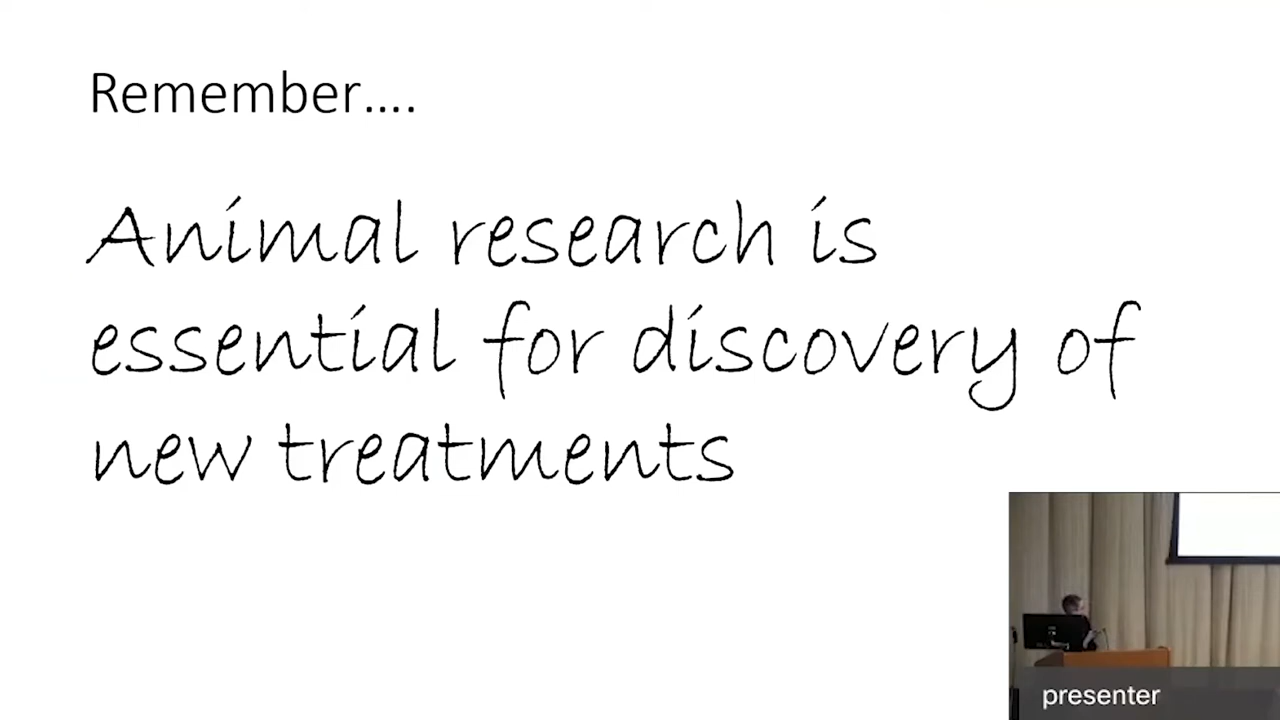 Remember....
Animal research is
essential for discovery of
new treatments
presenter